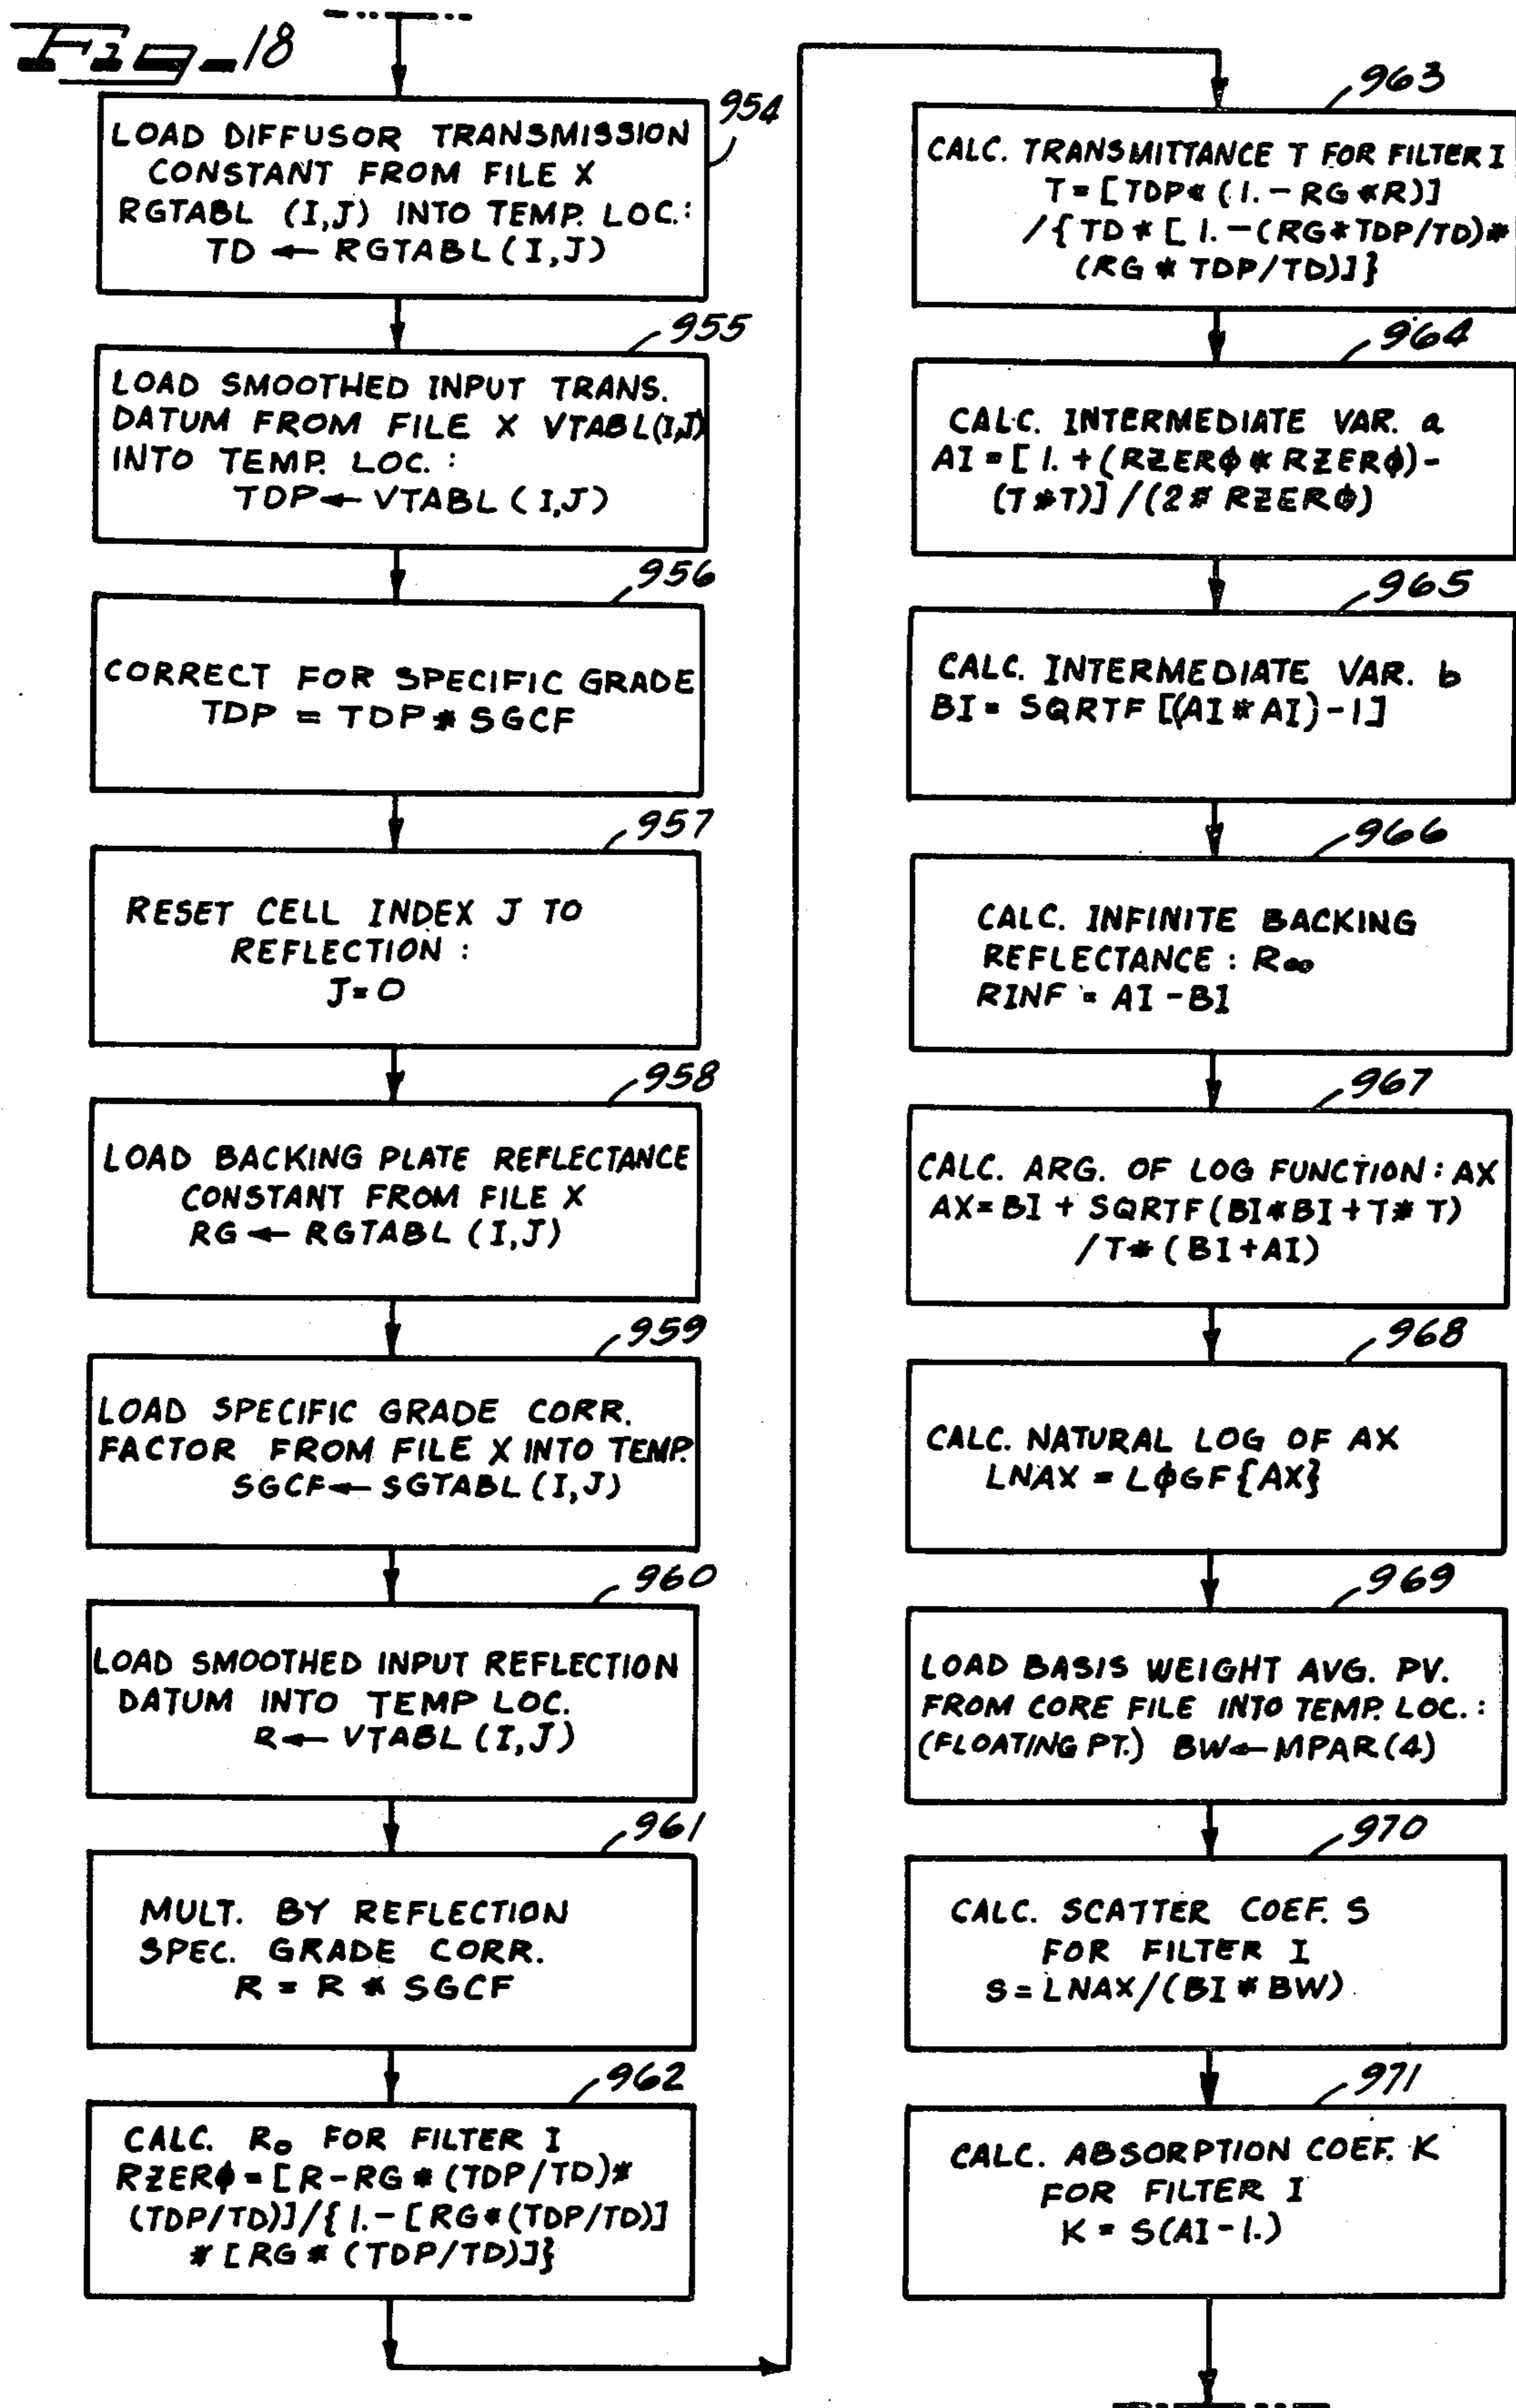 Fig-18
954
LOAD DIFFUSOR TRANSMISSION
CONSTANT FROM FILE X
RGTABL (I,J) INTO TEMP. LOC.:
TD ← RGTABL(I,J)
955
LOAD SMOOTHED INPUT TRANS.
DATUM FROM FILE X VTABL(I,J)
INTO TEMP. LOC.:
TDP ← VTABL(I,J)
956
CORRECT FOR SPECIFIC GRADE
TDP = TDP * SGCF
957
RESET CELL INDEX J TO
REFLECTION:
J=0
958
LOAD BACKING PLATE REFLECTANCE
CONSTANT FROM FILE X
RG ← RGTABL (I,J)
959
LOAD SPECIFIC GRADE CORR.
FACTOR FROM FILE X INTO TEMP.
SGCF ← SGTABL(I,J)
960
LOAD SMOOTHED INPUT REFLECTION
DATUM INTO TEMP LOC.
R ← VTABL(I,J)
961
MULT. BY REFLECTION
SPEC. GRADE CORR.
R = R * SGCF
962
CALC. R₀ FOR FILTER I
RZERϕ=[R-RG*(TDP/TD)*
(TDP/TD)]/{1.-[RG*(TDP/TD)]
*[RG*(TDP/TD)]}
963
CALC. TRANSMITTANCE T FOR FILTER I
T=[TDP*(1.-RG*R)]
/{TD*[1.-(RG*TDP/TD)*
(RG*TDP/TD)]}
964
CALC. INTERMEDIATE VAR. a
AI=[1.+(RZERϕ*RZERϕ)-
(T*T)]/(2*RZERϕ)
965
CALC. INTERMEDIATE VAR. b
BI= SQRTF[(AI*AI)-1]
966
CALC. INFINITE BACKING
REFLECTANCE: R∞
RINF = AI-BI
967
CALC. ARG. OF LOG FUNCTION: AX
AX=BI + SQRTF(BI*BI+T*T)
/T*(BI+AI)
968
CALC. NATURAL LOG OF AX
LNAX = LϕGF{AX}
969
LOAD BASIS WEIGHT AVG. PV.
FROM CORE FILE INTO TEMP. LOC.:
(FLOATING PT.) BW←MPAR(4)
970
CALC. SCATTER COEF. S
FOR FILTER I
S=LNAX/(BI*BW)
971
CALC. ABSORPTION COEF. K
FOR FILTER I
K = S(AI-1.)